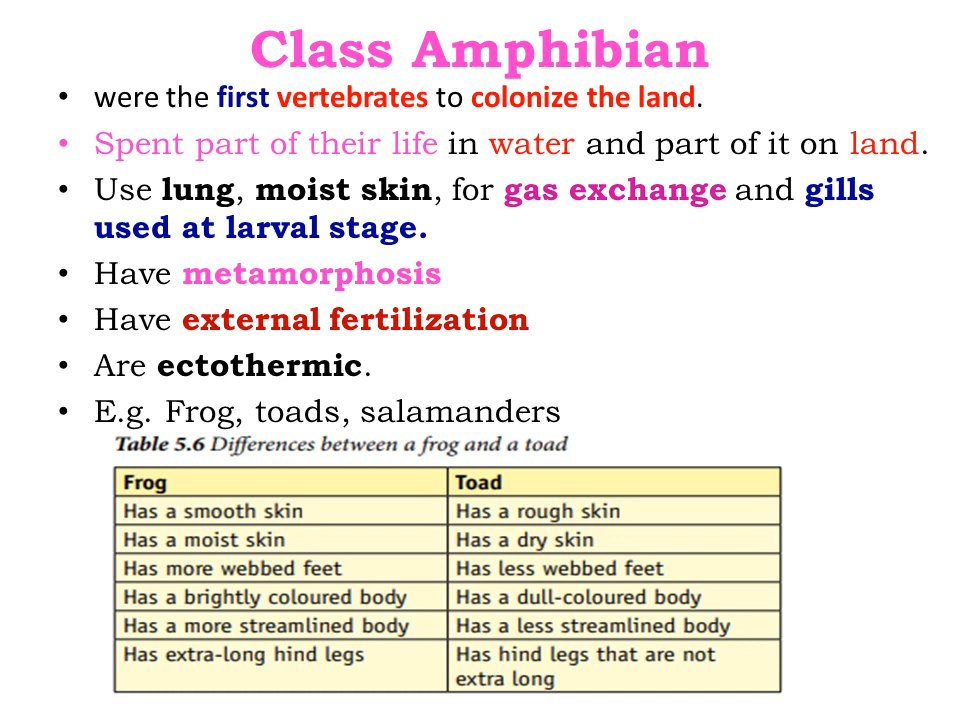 Class Amphibian
• were the first vertebrates to colonize the land.
• Spent part of their life in water and part of it on land.
• Use lung, moist skin, for gas exchange and gills
used at larval stage.
• Have metamorphosis
• Have external fertilization
• Are ectothermic.
• E.g. Frog, toads, salamanders
Table 5.6 Differences between a frog and a toad
Frog Toad
Has a smooth skin Has a rough skin
Has a moist skin Has a dry skin
Has more webbed feet Has less webbed feet
Has a brightly coloured body Has a dull-coloured body
Has a more streamlined body Has a less streamlined body
Has extra-long hind legs Has hind legs that are not
extra long